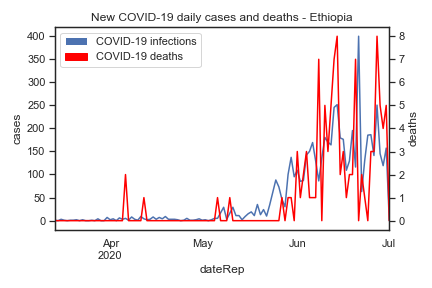 New COVID-19 daily cases and deaths - Ethiopia
COVID-19 infections
COVID-19 deaths
400
350
300
250
200
150
100
50
0
cases
8
7
6
5
4
3
2
1
0
deaths
Apr
2020
May
Jun
Jul
dateRep